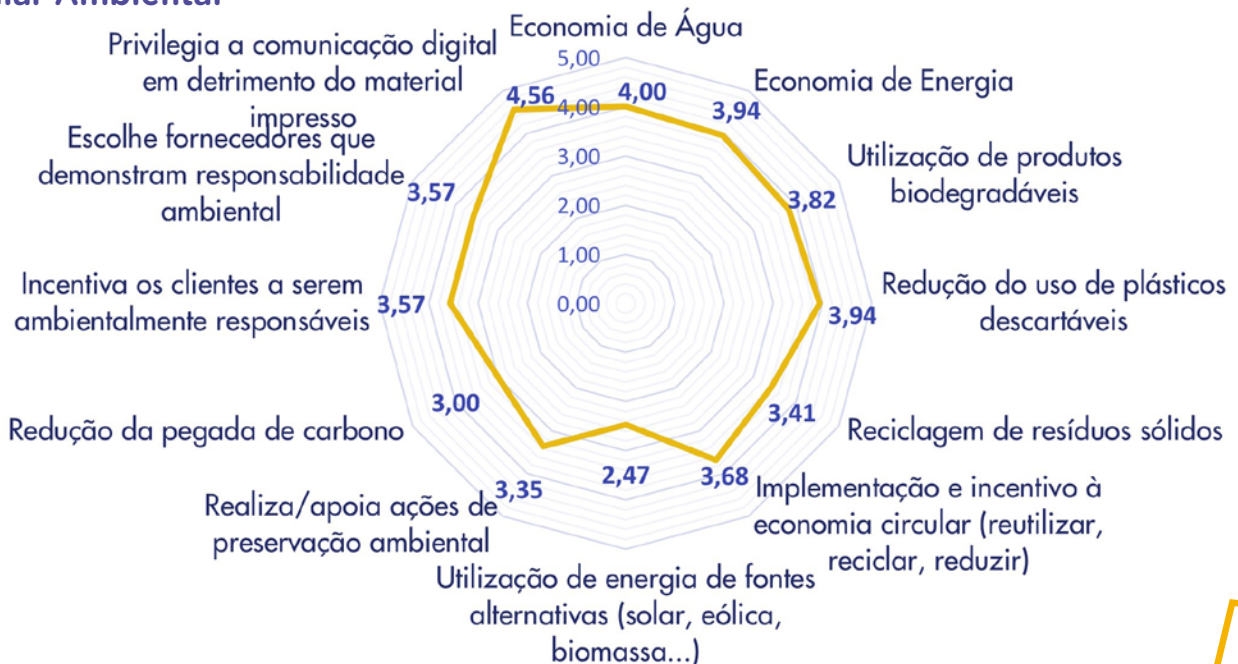 Ambiental
Economia de Água
Privilegia a comunicação digital
em detrimento do material
impresso
5,00
4,00
3,00
2,00
1,00
0,00
4,56
4,00
Economia de Energia
3,94
Utilização de produtos
biodegradáveis
3,82
Redução do uso de plásticos
descartáveis
3,94
Reciclagem de resíduos sólidos
3,41
Implementação e incentivo à
economia circular (reutilizar,
reciclar, reduzir)
3,68
Utilização de energia de fontes
alternativas (solar, eólica,
biomassa...)
2,47
Realiza/apoia ações de
preservação ambiental
3,35
Redução da pegada de carbono
3,00
Incentiva os clientes a serem
ambientalmente responsáveis
3,57
Escolhe fornecedores que
demonstram responsabilidade
ambiental
3,57